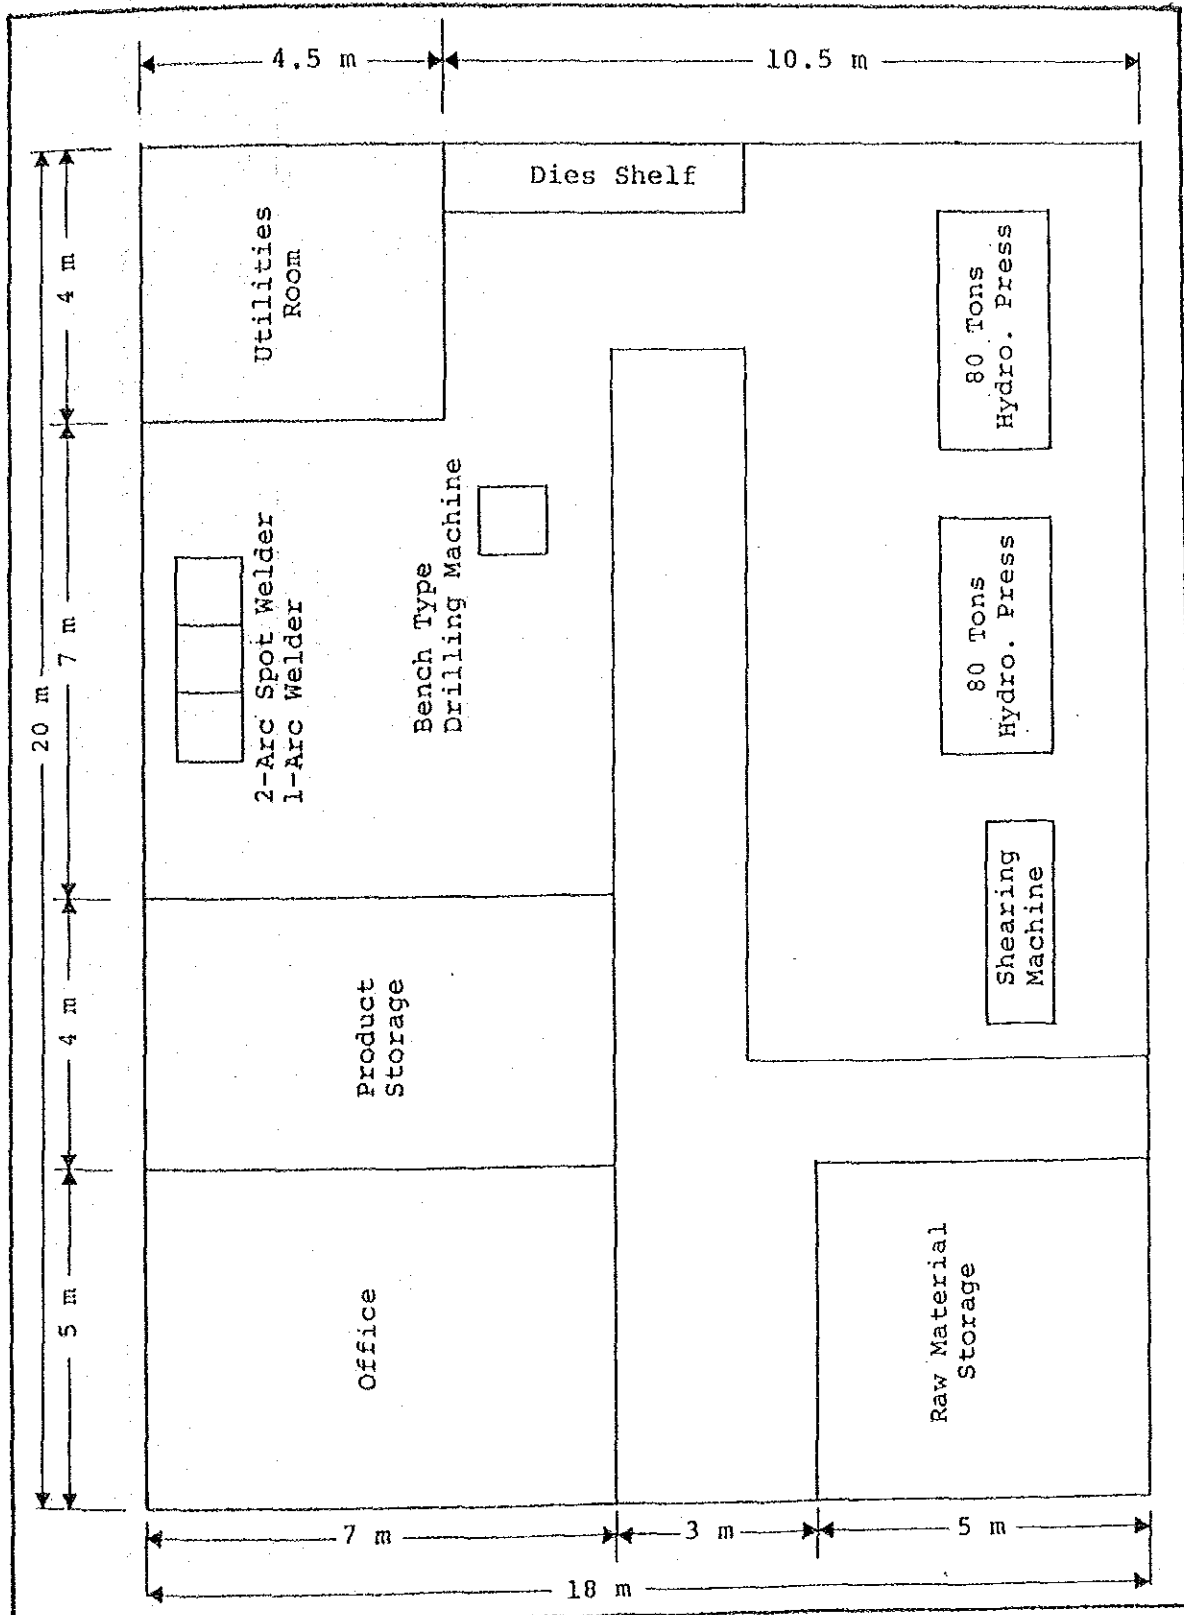 4.5 m
10.5 m
20 m
4 m
7 m
4 m
5 m
Utilities
Room
Dies Shelf
80 Tons
Hydro. Press
2-Arc Spot Welder
1-Arc Welder
Bench Type
Drilling Machine
80 Tons
Hydro. Press
Shearing
Machine
Product
Storage
Office
Raw Material
Storage
7 m
3 m
5 m
18 m